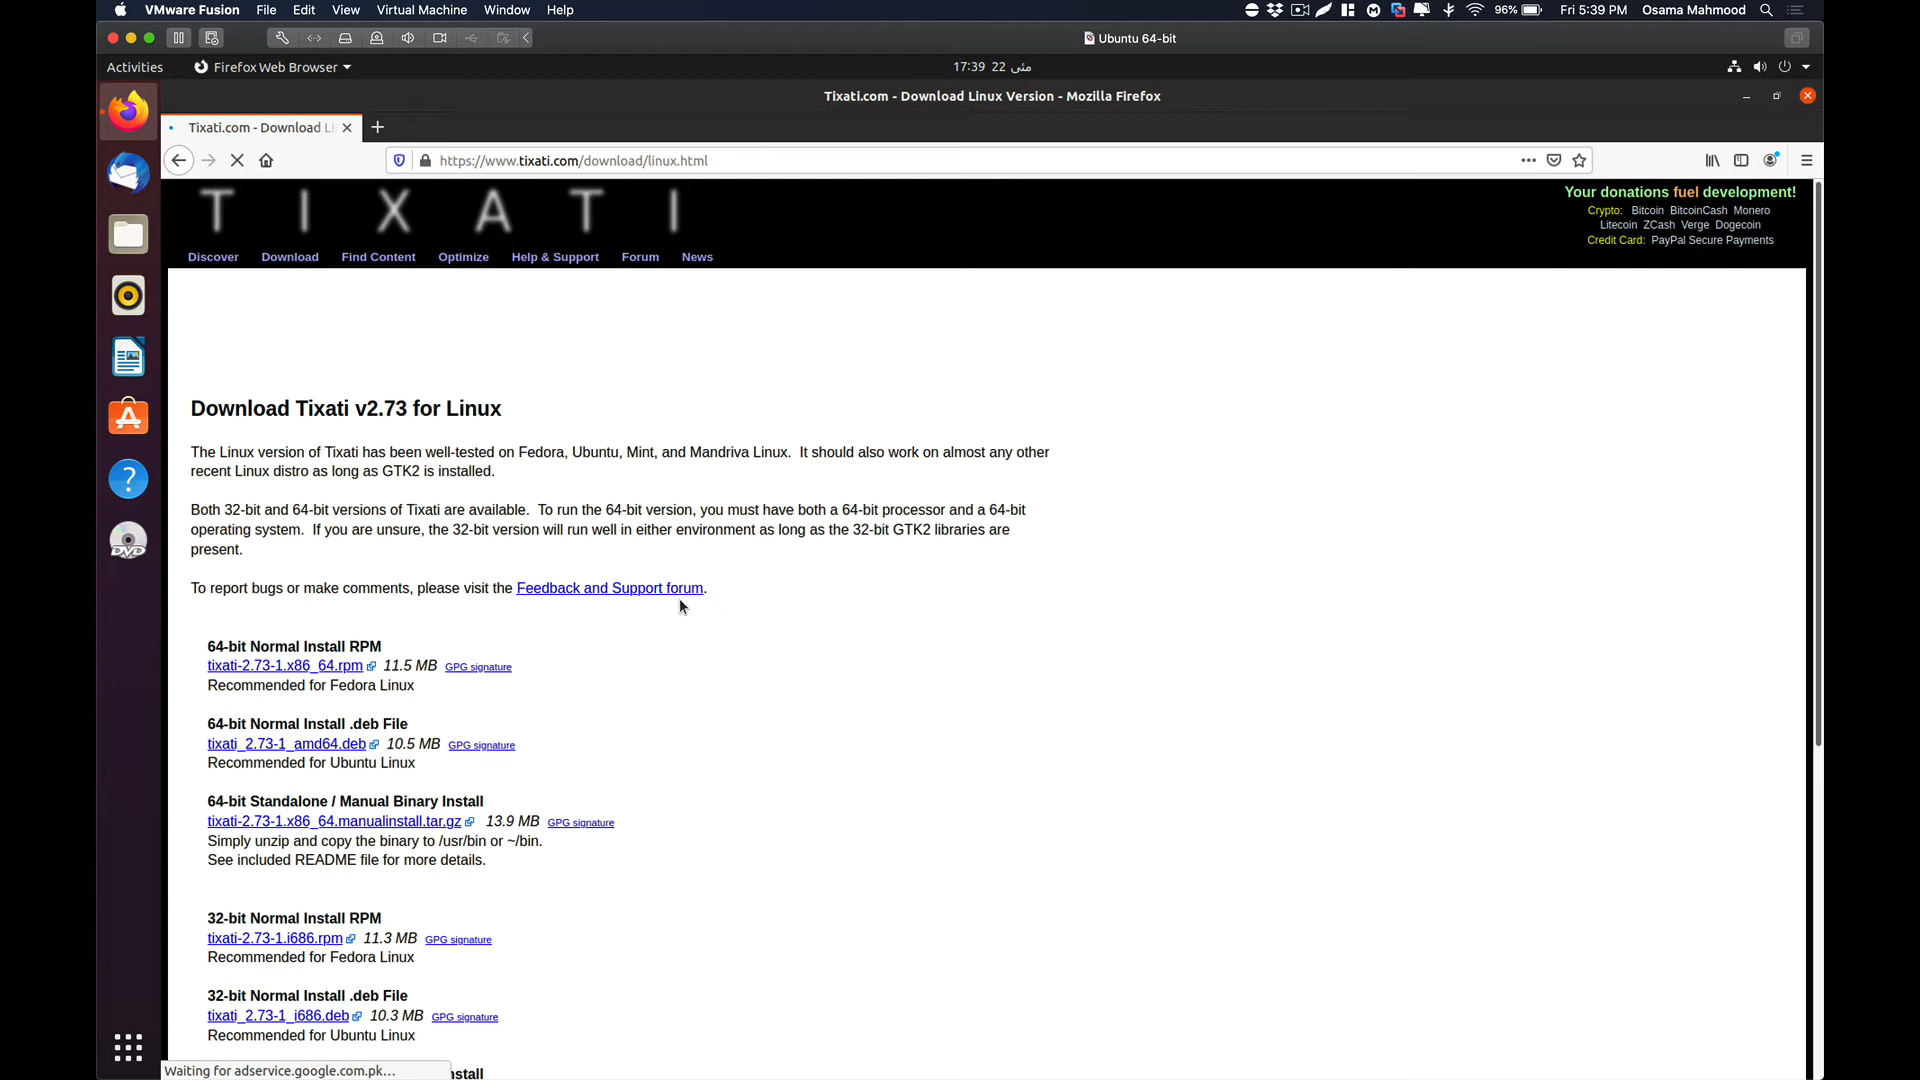 VMware Fusion File Edit View Virtual Machine Window Help 96% Fri 5:39 PM Osama Mahmood
Ubuntu 64-bit
Activities Firefox Web Browser 17:39 22 مئی
Tixati.com - Download Linux Version - Mozilla Firefox
Tixati.com - Download Li
https://www.tixati.com/download/linux.html
TIXATI
Your donations fuel development!
Crypto: Bitcoin BitcoinCash Monero
Litecoin ZCash Verge Dogecoin
Credit Card: PayPal Secure Payments
Discover Download Find Content Optimize Help & Support Forum News
Download Tixati v2.73 for Linux
The Linux version of Tixati has been well-tested on Fedora, Ubuntu, Mint, and Mandriva Linux. It should also work on almost any other
recent Linux distro as long as GTK2 is installed.
Both 32-bit and 64-bit versions of Tixati are available. To run the 64-bit version, you must have both a 64-bit processor and a 64-bit
operating system. If you are unsure, the 32-bit version will run well in either environment as long as the 32-bit GTK2 libraries are
present.
To report bugs or make comments, please visit the Feedback and Support forum.
64-bit Normal Install RPM
tixati-2.73-1.x86_64.rpm 11.5 MB GPG signature
Recommended for Fedora Linux
64-bit Normal Install .deb File
tixati_2.73-1_amd64.deb 10.5 MB GPG signature
Recommended for Ubuntu Linux
64-bit Standalone / Manual Binary Install
tixati-2.73-1.x86_64.manualinstall.tar.gz 13.9 MB GPG signature
Simply unzip and copy the binary to /usr/bin or ~/bin.
See included README file for more details.
32-bit Normal Install RPM
tixati-2.73-1.i686.rpm 11.3 MB GPG signature
Recommended for Fedora Linux
32-bit Normal Install .deb File
tixati_2.73-1_i686.deb 10.3 MB GPG signature
Recommended for Ubuntu Linux
Waiting for adservice.google.com.pk... stall